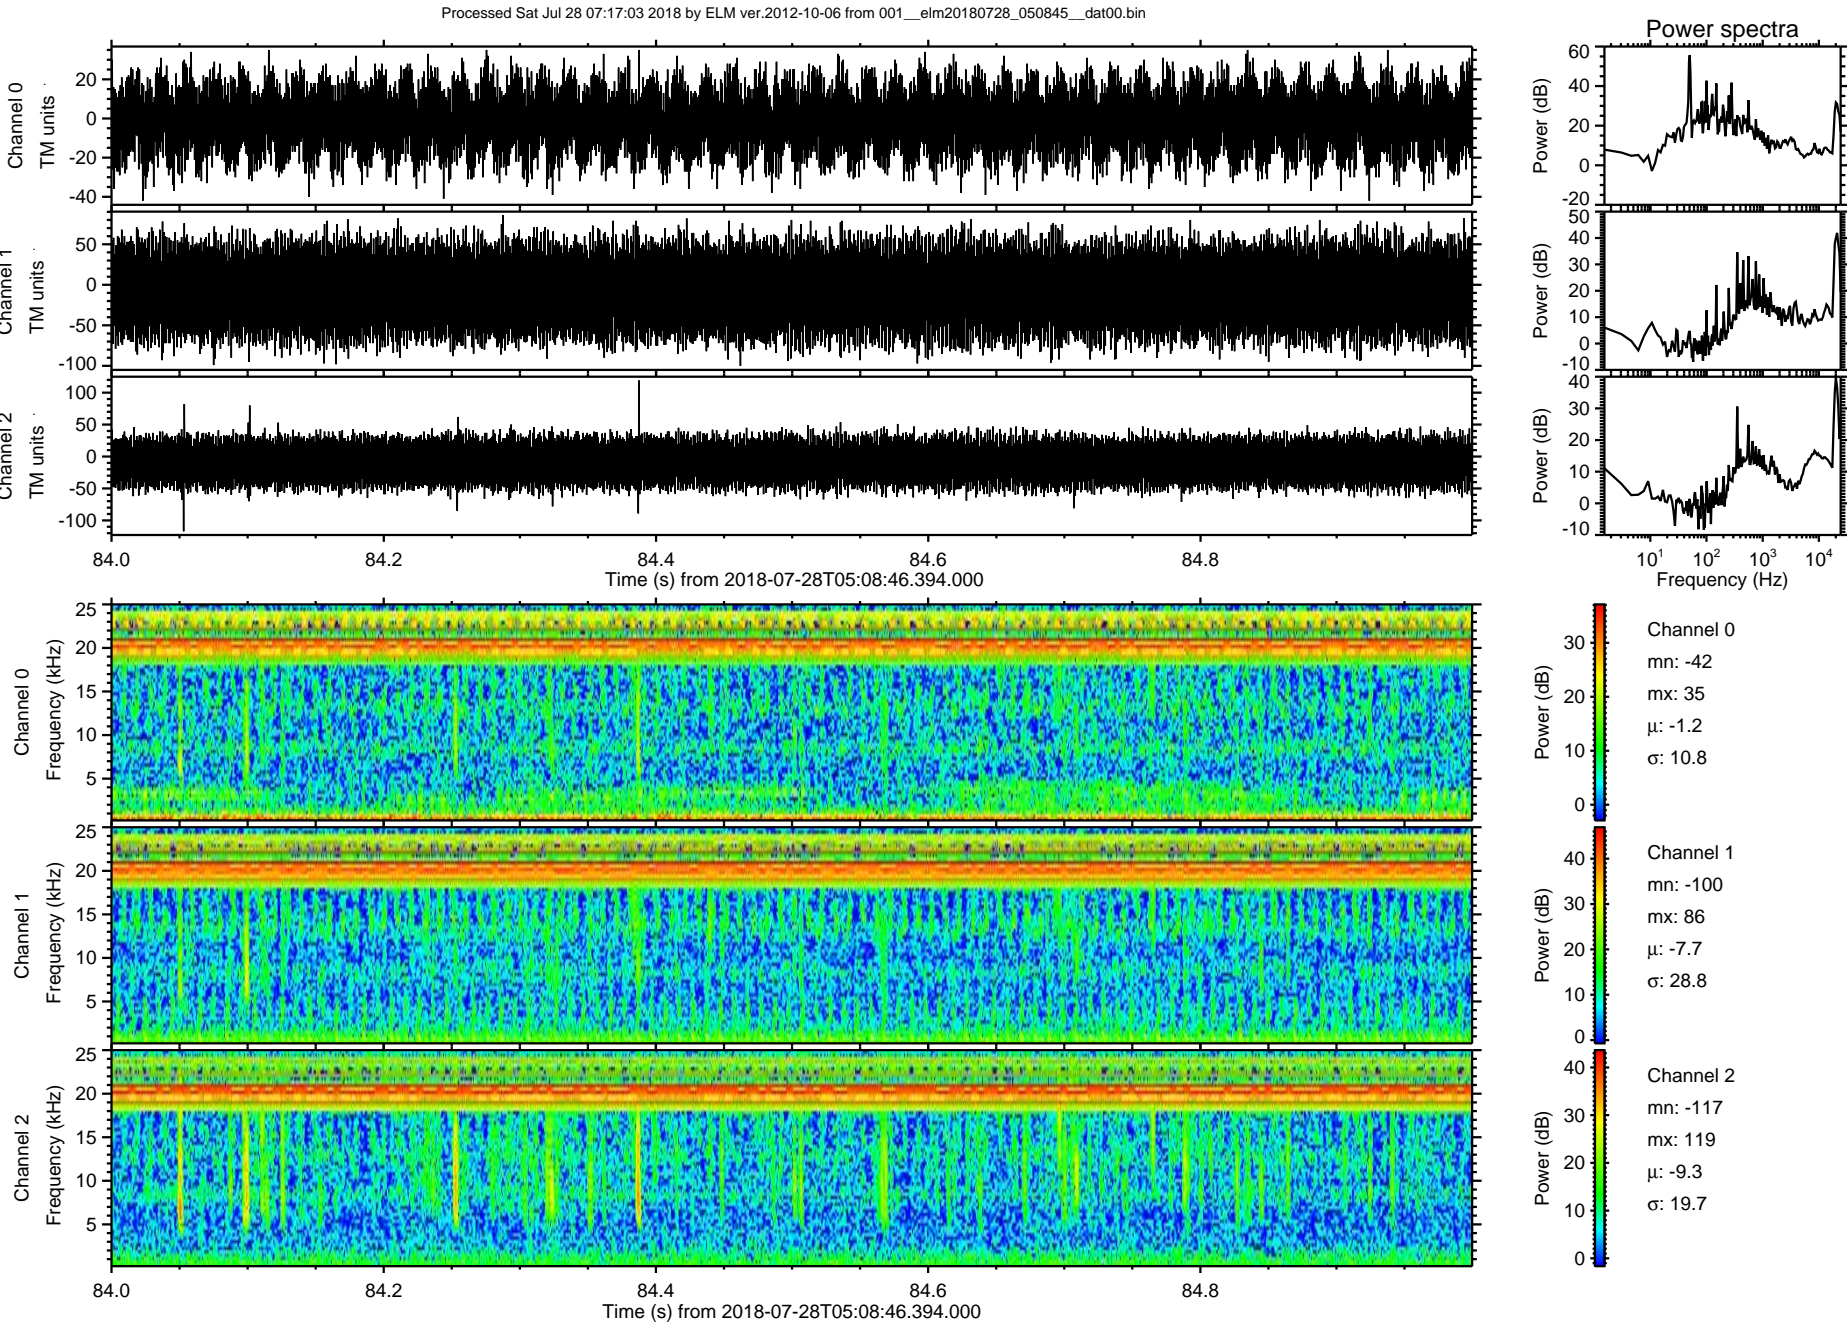 Processed Sat Jul 28 07:17:03 2018 by ELM ver.2012-10-06 from 001__elm20180728_050845__dat00.bin
Power spectra
Channel 0
TM units
20
0
-20
-40
Power (dB)
60
40
20
0
-20
Channel 1
TM units
50
0
-50
-100
Power (dB)
50
40
30
20
10
0
-10
Channel 2
TM units
100
50
0
-50
-100
Power (dB)
40
30
20
10
0
-10
84.0 84.2 84.4 84.6 84.8
Time (s) from 2018-07-28T05:08:46.394.000
10¹ 10² 10³ 10⁴
Frequency (Hz)
Channel 0
Frequency (kHz)
25
20
15
10
5
Power (dB)
30
20
10
0
Channel 0
mn: -42
mx: 35
μ: -1.2
σ: 10.8
Channel 1
Frequency (kHz)
25
20
15
10
5
Power (dB)
40
30
20
10
0
Channel 1
mn: -100
mx: 86
μ: -7.7
σ: 28.8
Channel 2
Frequency (kHz)
25
20
15
10
5
Power (dB)
40
30
20
10
0
Channel 2
mn: -117
mx: 119
μ: -9.3
σ: 19.7
84.0 84.2 84.4 84.6 84.8
Time (s) from 2018-07-28T05:08:46.394.000